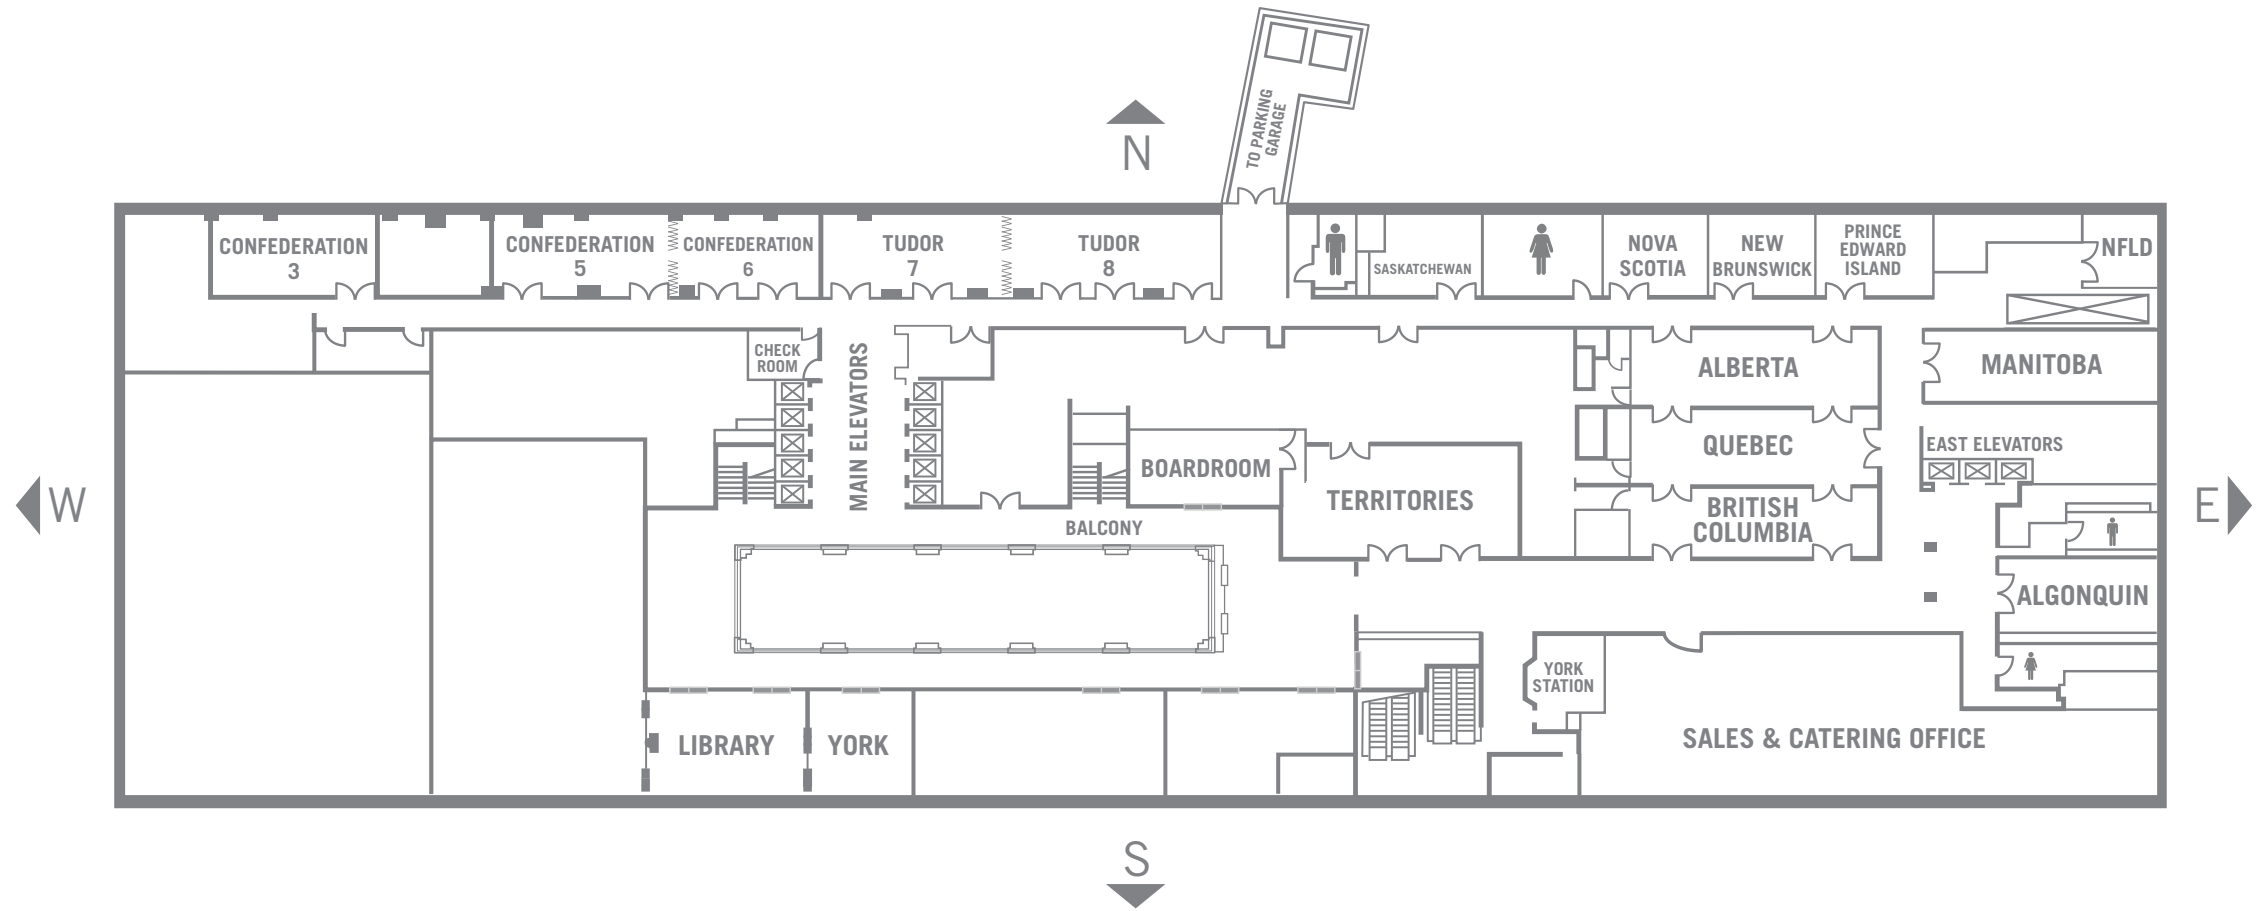 TO PARKING
GARAGE
N
CONFEDERATION
3
CONFEDERATION
5
CONFEDERATION
6
TUDOR
7
TUDOR
8
SASKATCHEWAN
NOVA
SCOTIA
NEW
BRUNSWICK
PRINCE
EDWARD
ISLAND
NFLD
CHECK
ROOM
MAIN ELEVATORS
ALBERTA
MANITOBA
QUEBEC
EAST ELEVATORS
BOARDROOM
TERRITORIES
BRITISH
COLUMBIA
W
E
BALCONY
ALGONQUIN
YORK
STATION
LIBRARY
YORK
SALES & CATERING OFFICE
S